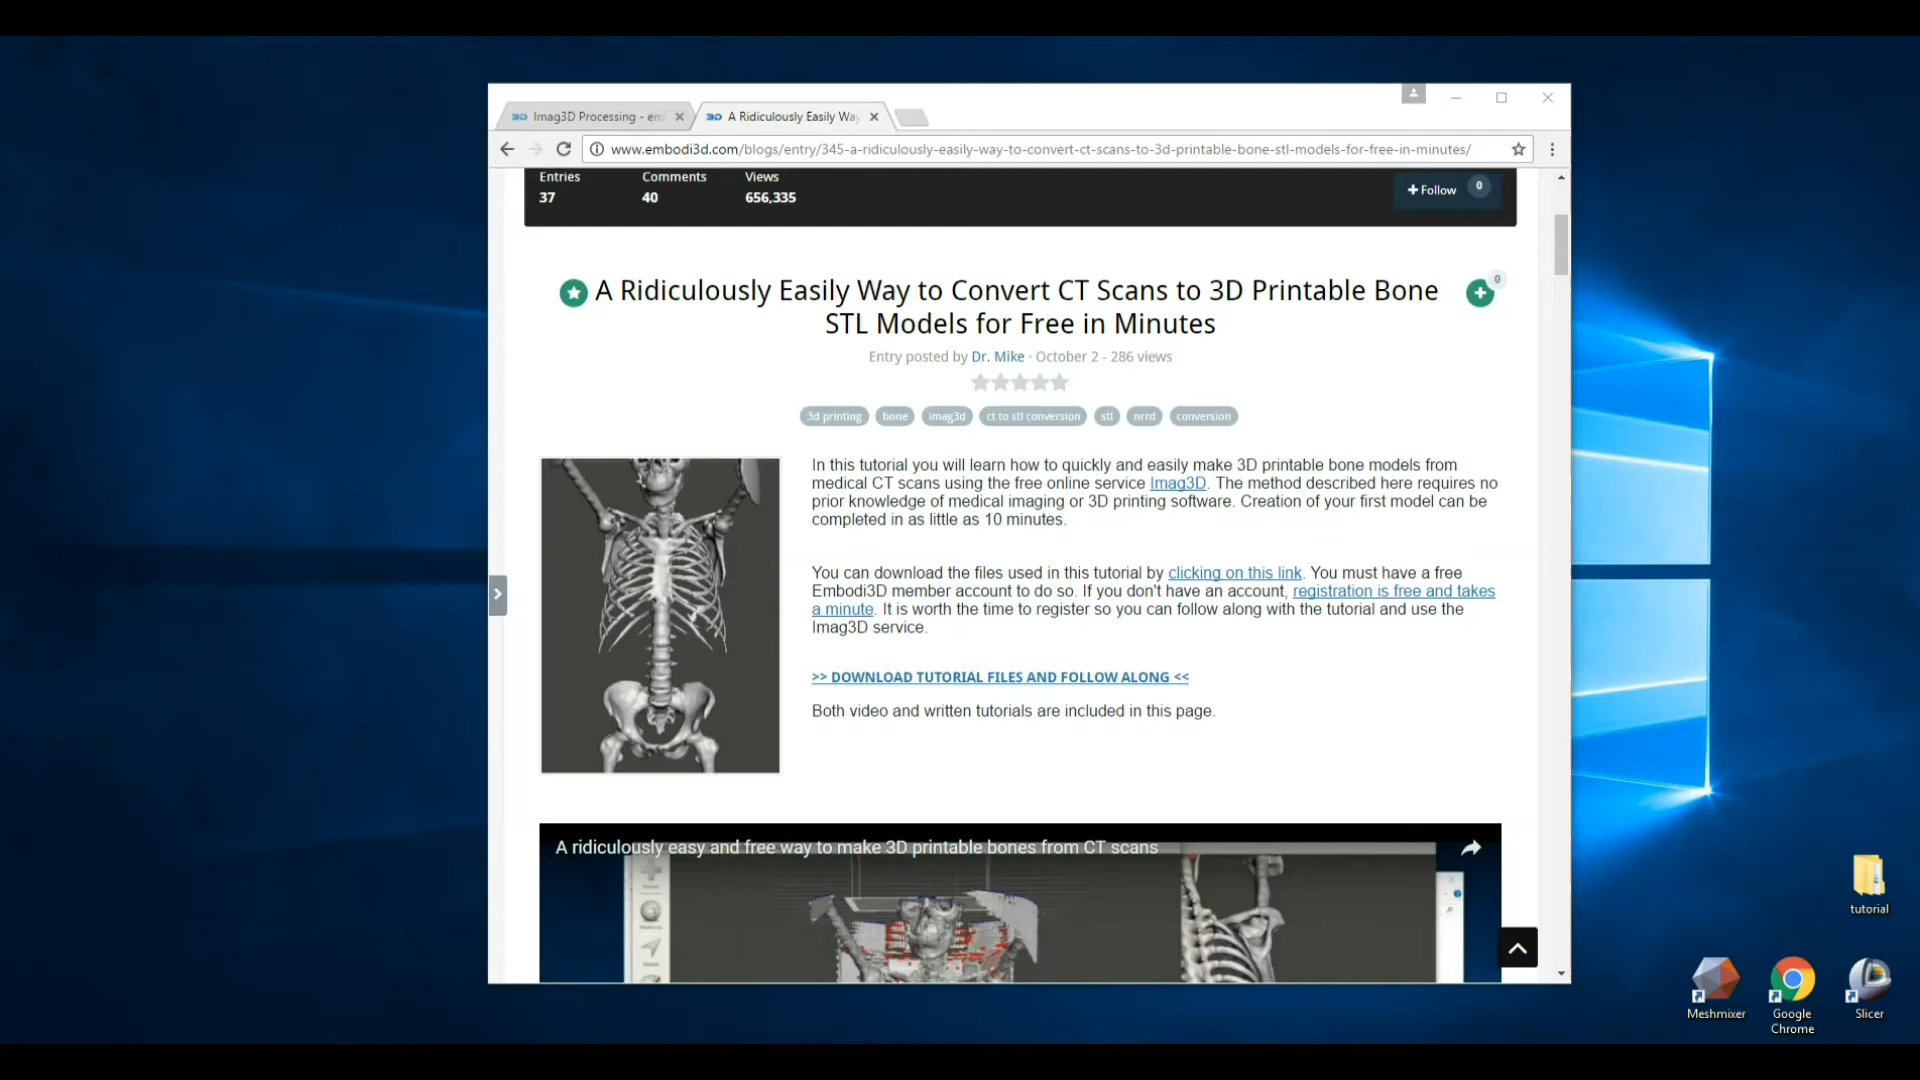 Imag3D Processing - em
A Ridiculously Easily Way
www.embodi3d.com/blogs/entry/345-a-ridiculously-easily-way-to-convert-ct-scans-to-3d-printable-bone-stl-models-for-free-in-minutes/
Entries Comments Views
37 40 656,335
Follow 0
A Ridiculously Easily Way to Convert CT Scans to 3D Printable Bone
STL Models for Free in Minutes
0
Entry posted by Dr. Mike · October 2 - 286 views
3d printing bone imag3d ct to stl conversion stl nrrd conversion
In this tutorial you will learn how to quickly and easily make 3D printable bone models from
medical CT scans using the free online service Imag3D. The method described here requires no
prior knowledge of medical imaging or 3D printing software. Creation of your first model can be
completed in as little as 10 minutes.
You can download the files used in this tutorial by clicking on this link. You must have a free
Embodi3D member account to do so. If you don't have an account, registration is free and takes
a minute. It is worth the time to register so you can follow along with the tutorial and use the
Imag3D service.
>> DOWNLOAD TUTORIAL FILES AND FOLLOW ALONG <<
Both video and written tutorials are included in this page.
A ridiculously easy and free way to make 3D printable bones from CT scans
tutorial
Meshmixer
Google
Chrome
Slicer